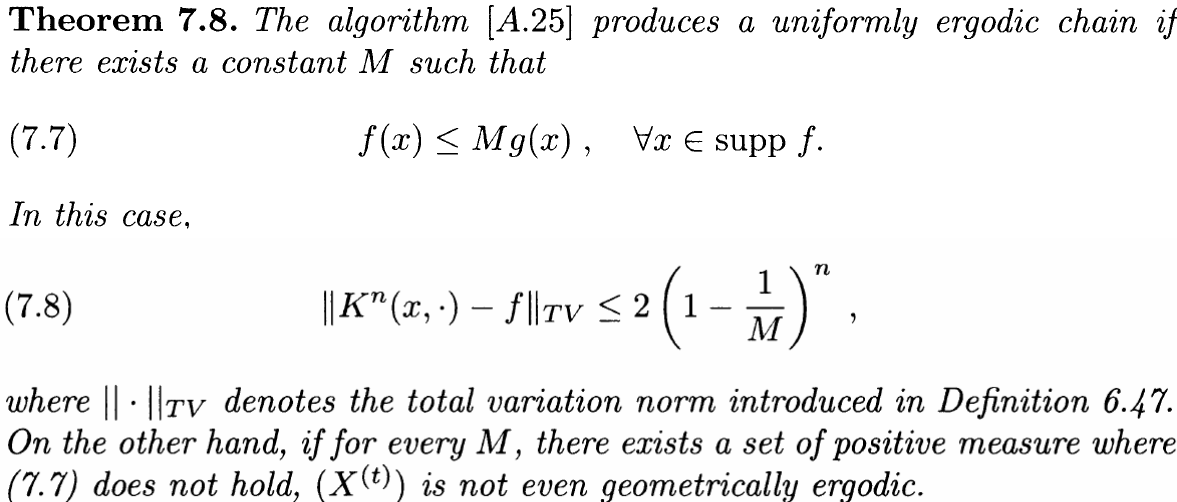 Theorem 7.8. The algorithm [A.25] produces a uniformly ergodic chain if
there exists a constant M such that
(7.7) f(x) ≤ Mg(x) , ∀x ∈ supp f.
In this case,
(7.8) ‖Kⁿ(x, ·) − f‖_{TV} ≤ 2 (1 − 1/M)ⁿ ,
where || · ||_{TV} denotes the total variation norm introduced in Definition 6.47.
On the other hand, if for every M, there exists a set of positive measure where
(7.7) does not hold, (X^{(t)}) is not even geometrically ergodic.